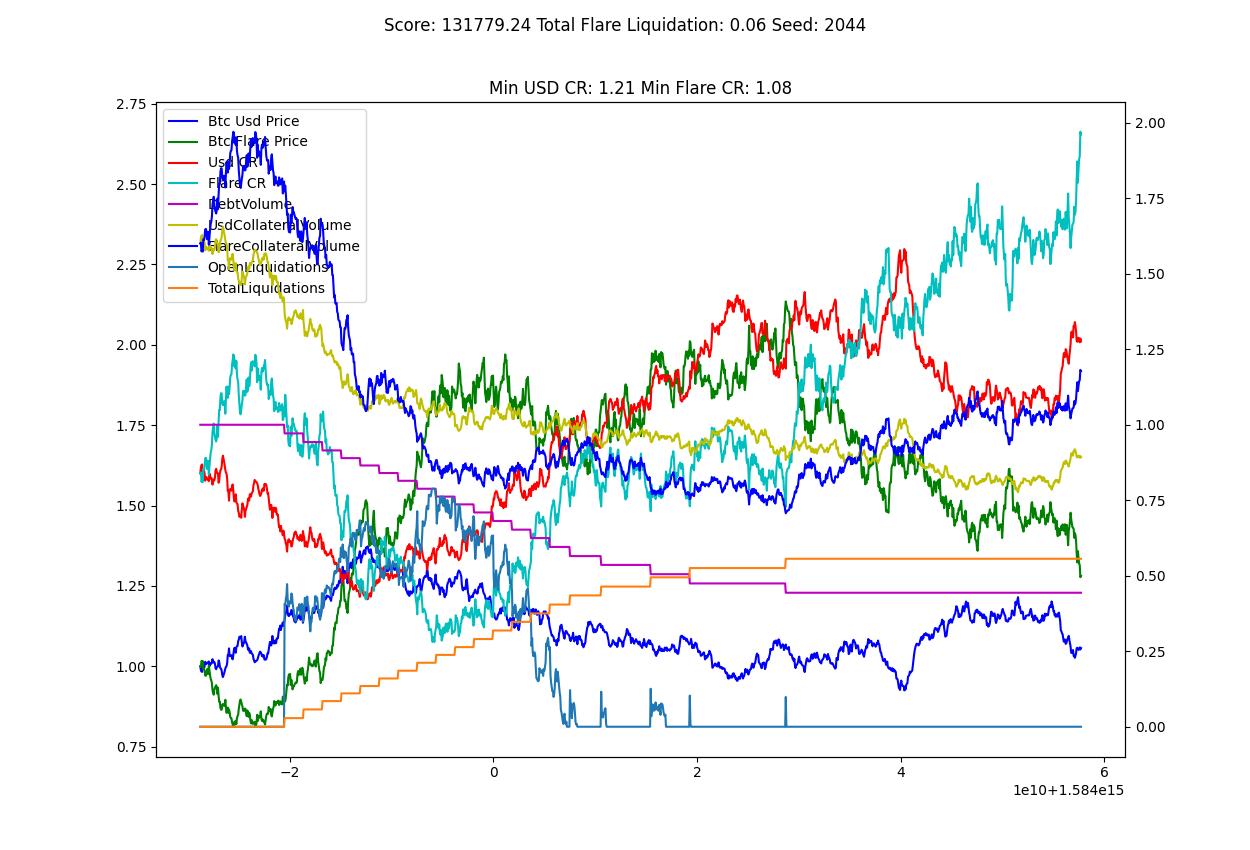 Score: 131779.24 Total Flare Liquidation: 0.06 Seed: 2044
Min USD CR: 1.21 Min Flare CR: 1.08
Btc Usd Price
Btc Flare Price
Usd CR
Flare CR
DebtVolume
UsdCollateralVolume
FlareCollateralVolume
OpenLiquidations
TotalLiquidations
2.75
2.50
2.25
2.00
1.75
1.50
1.25
1.00
0.75
2.00
1.75
1.50
1.25
1.00
0.75
0.50
0.25
0.00
−2
0
2
4
6
1e10+1.584e15